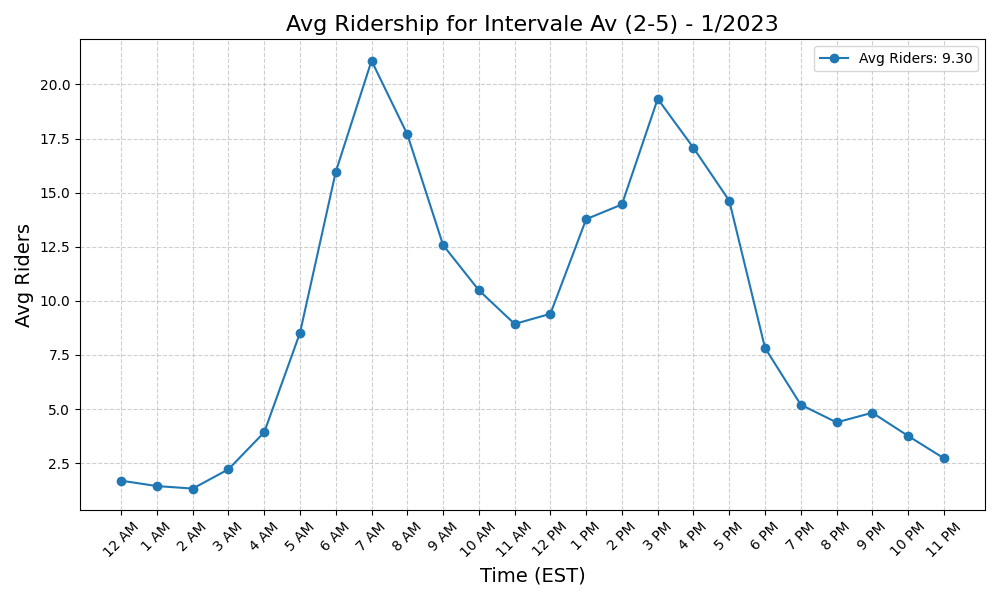 Avg Ridership for Intervale Av (2-5) - 1/2023
Avg Riders: 9.30
Avg Riders
20.0
17.5
15.0
12.5
10.0
7.5
5.0
2.5
12 AM
1 AM
2 AM
3 AM
4 AM
5 AM
6 AM
7 AM
8 AM
9 AM
10 AM
11 AM
12 PM
1 PM
2 PM
3 PM
4 PM
5 PM
6 PM
7 PM
8 PM
9 PM
10 PM
11 PM
Time (EST)